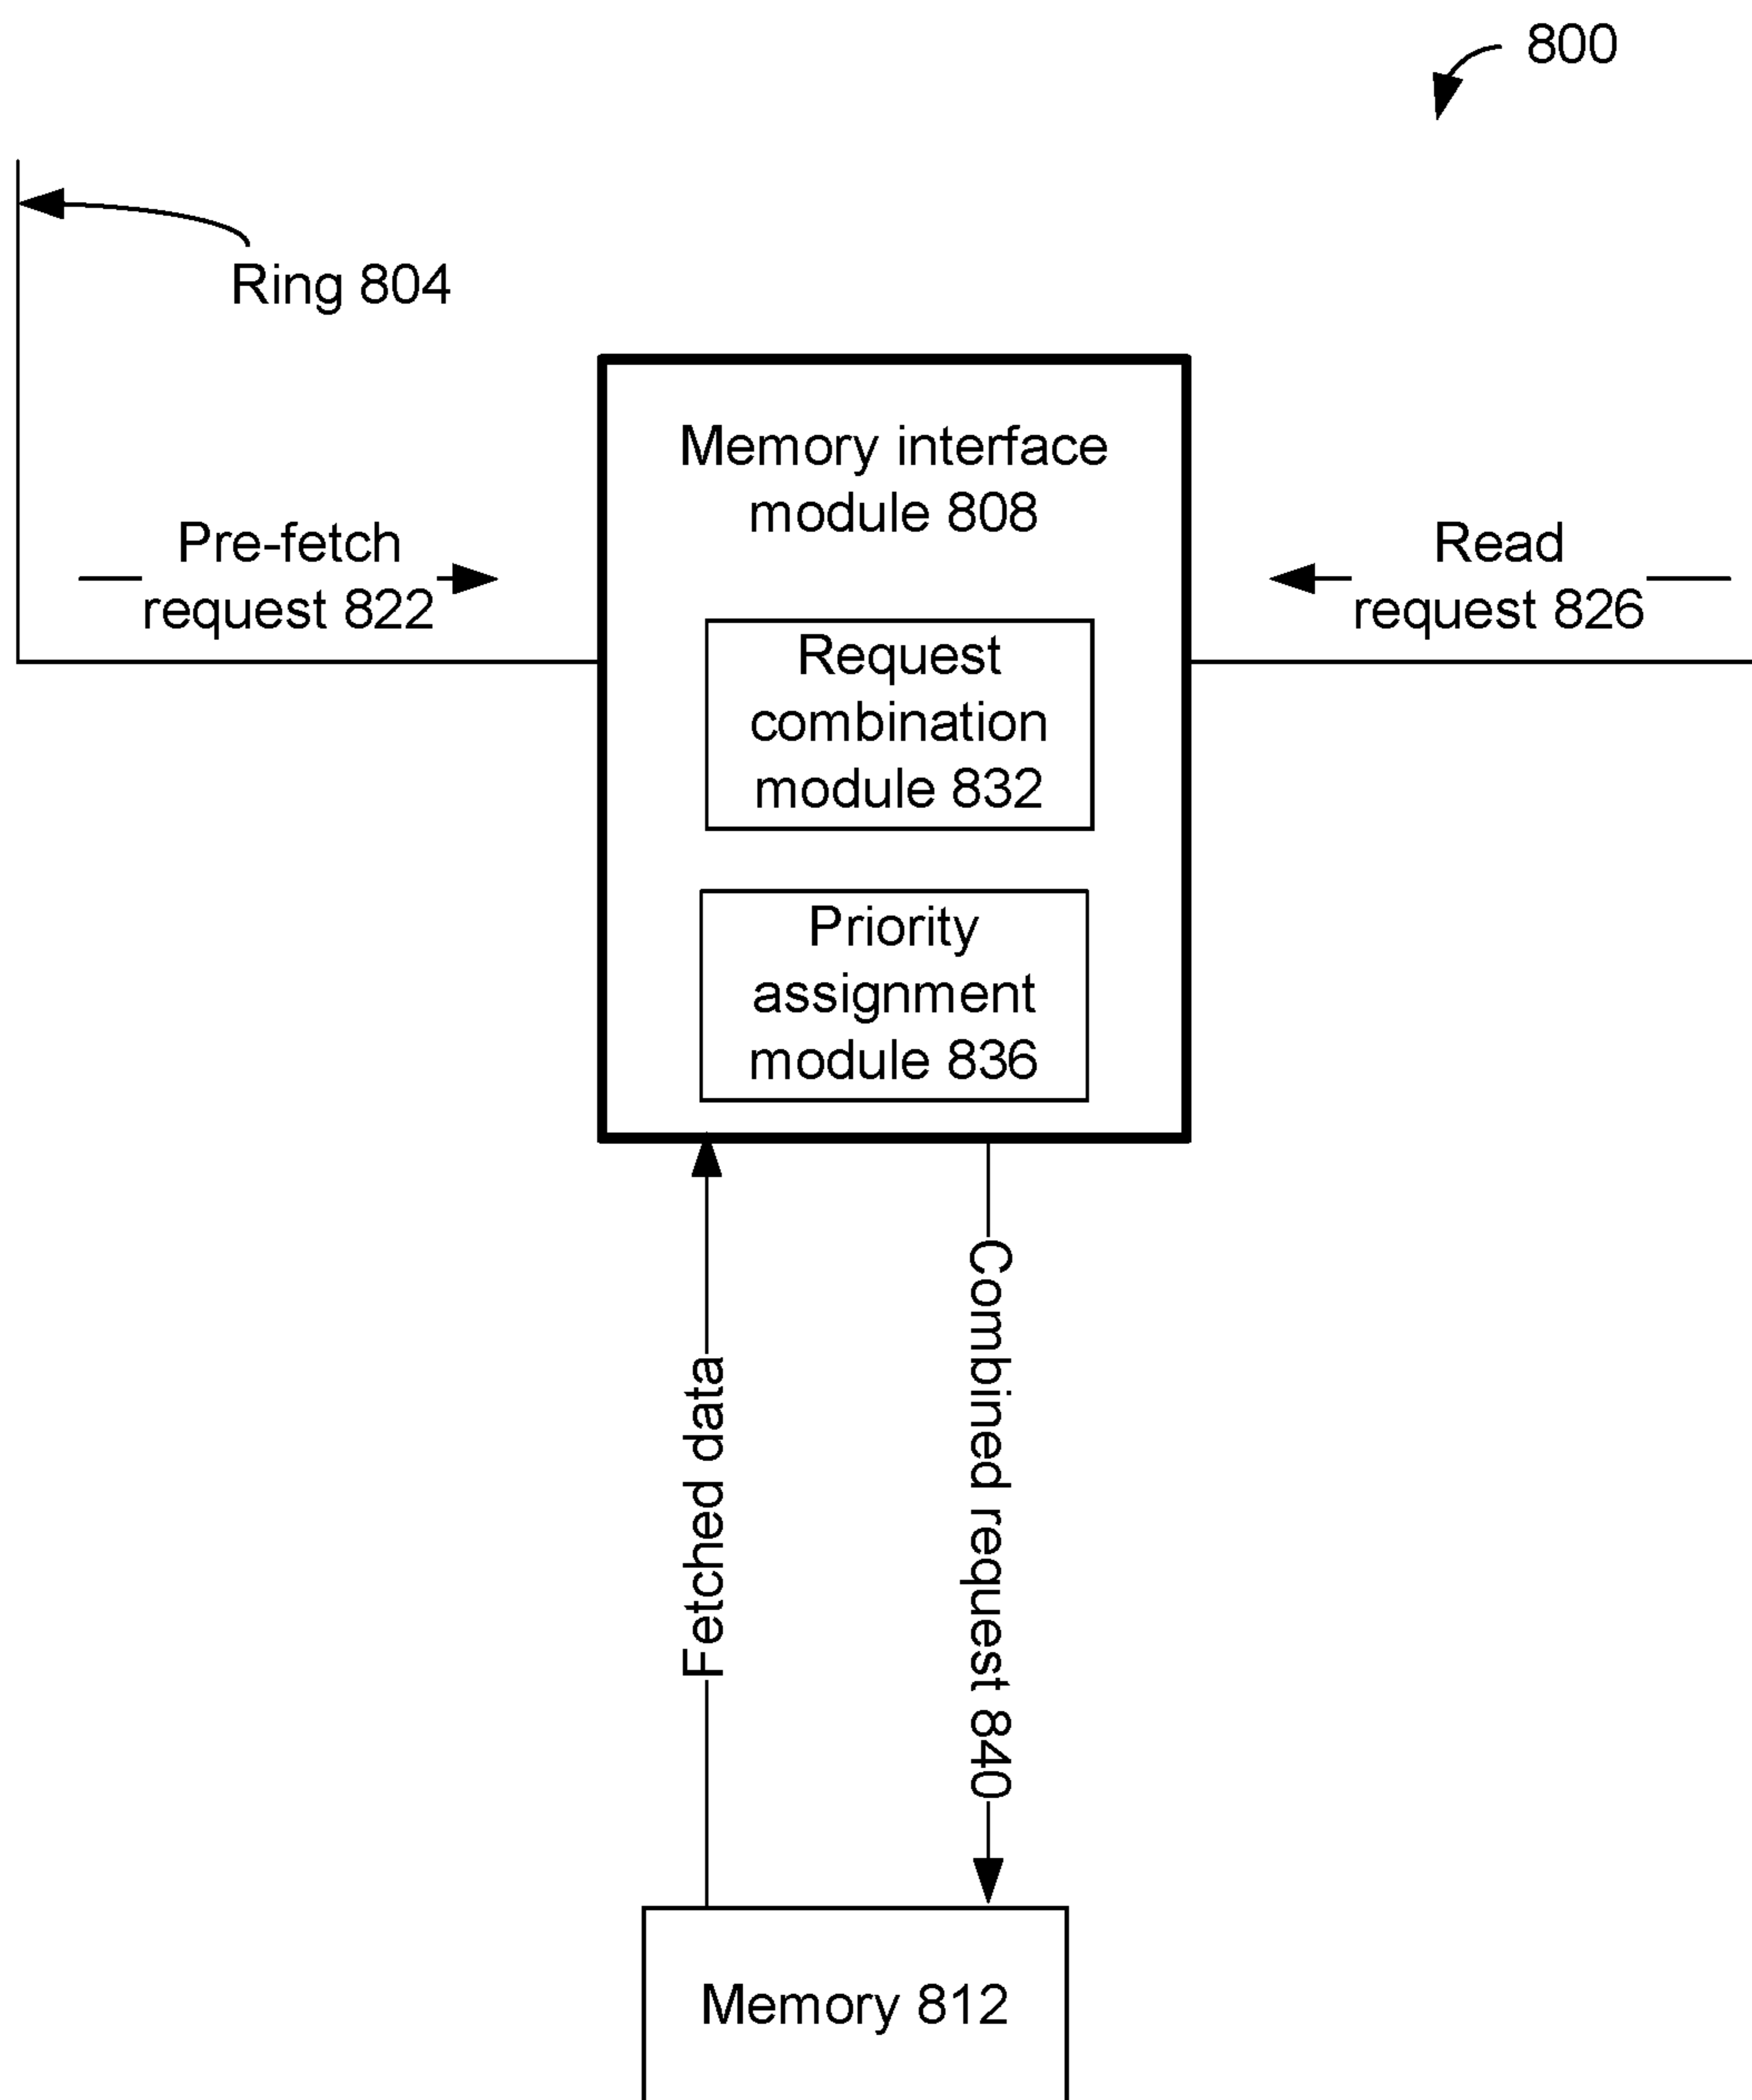 800
Ring 804
Memory interface
module 808
Pre-fetch
request 822
Read
request 826
Request
combination
module 832
Priority
assignment
module 836
Fetched data
Combined request 840
Memory 812